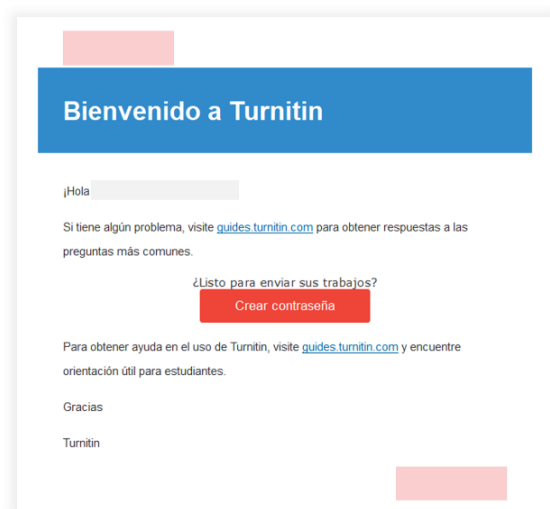 Bienvenido a Turnitin
¡Hola
Si tiene algún problema, visite guides.turnitin.com para obtener respuestas a las
preguntas más comunes.
¿Listo para enviar sus trabajos?
Crear contraseña
Para obtener ayuda en el uso de Turnitin, visite guides.turnitin.com y encuentre
orientación útil para estudiantes.
Gracias
Turnitin